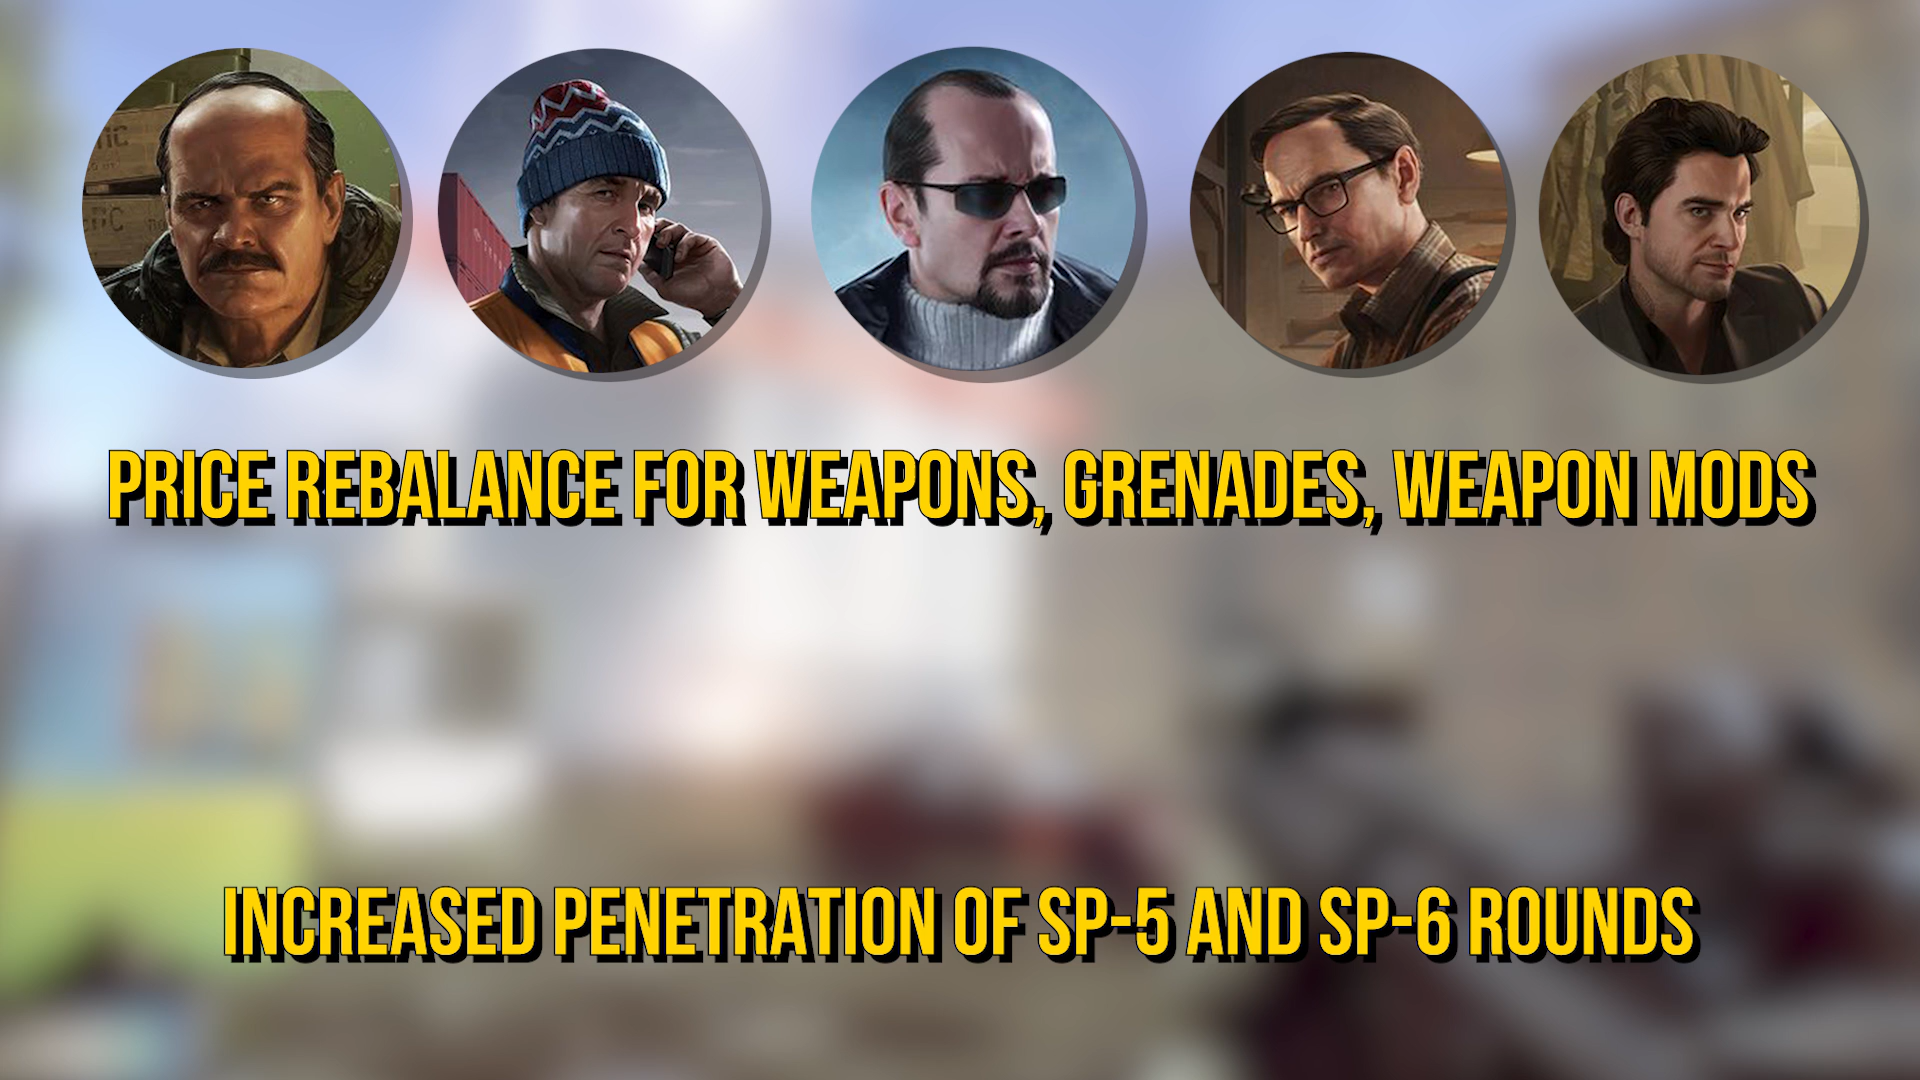 PRICE REBALANCE FOR WEAPONS, GRENADES, WEAPON MODS
INCREASED PENETRATION OF SP-5 AND SP-6 ROUNDS